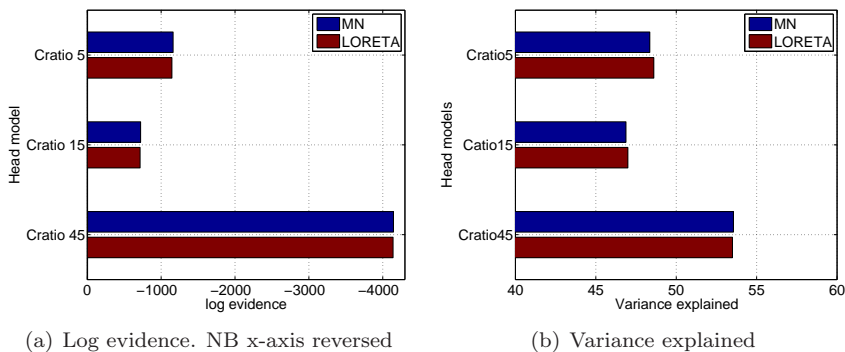 MN
LORETA
Cratio 5
Cratio 15
Cratio 45
Head model
0 −1000 −2000 −3000 −4000
log evidence
(a) Log evidence. NB x-axis reversed
MN
LORETA
Cratio5
Catio15
Cratio45
Head models
40 45 50 55 60
Variance explained
(b) Variance explained